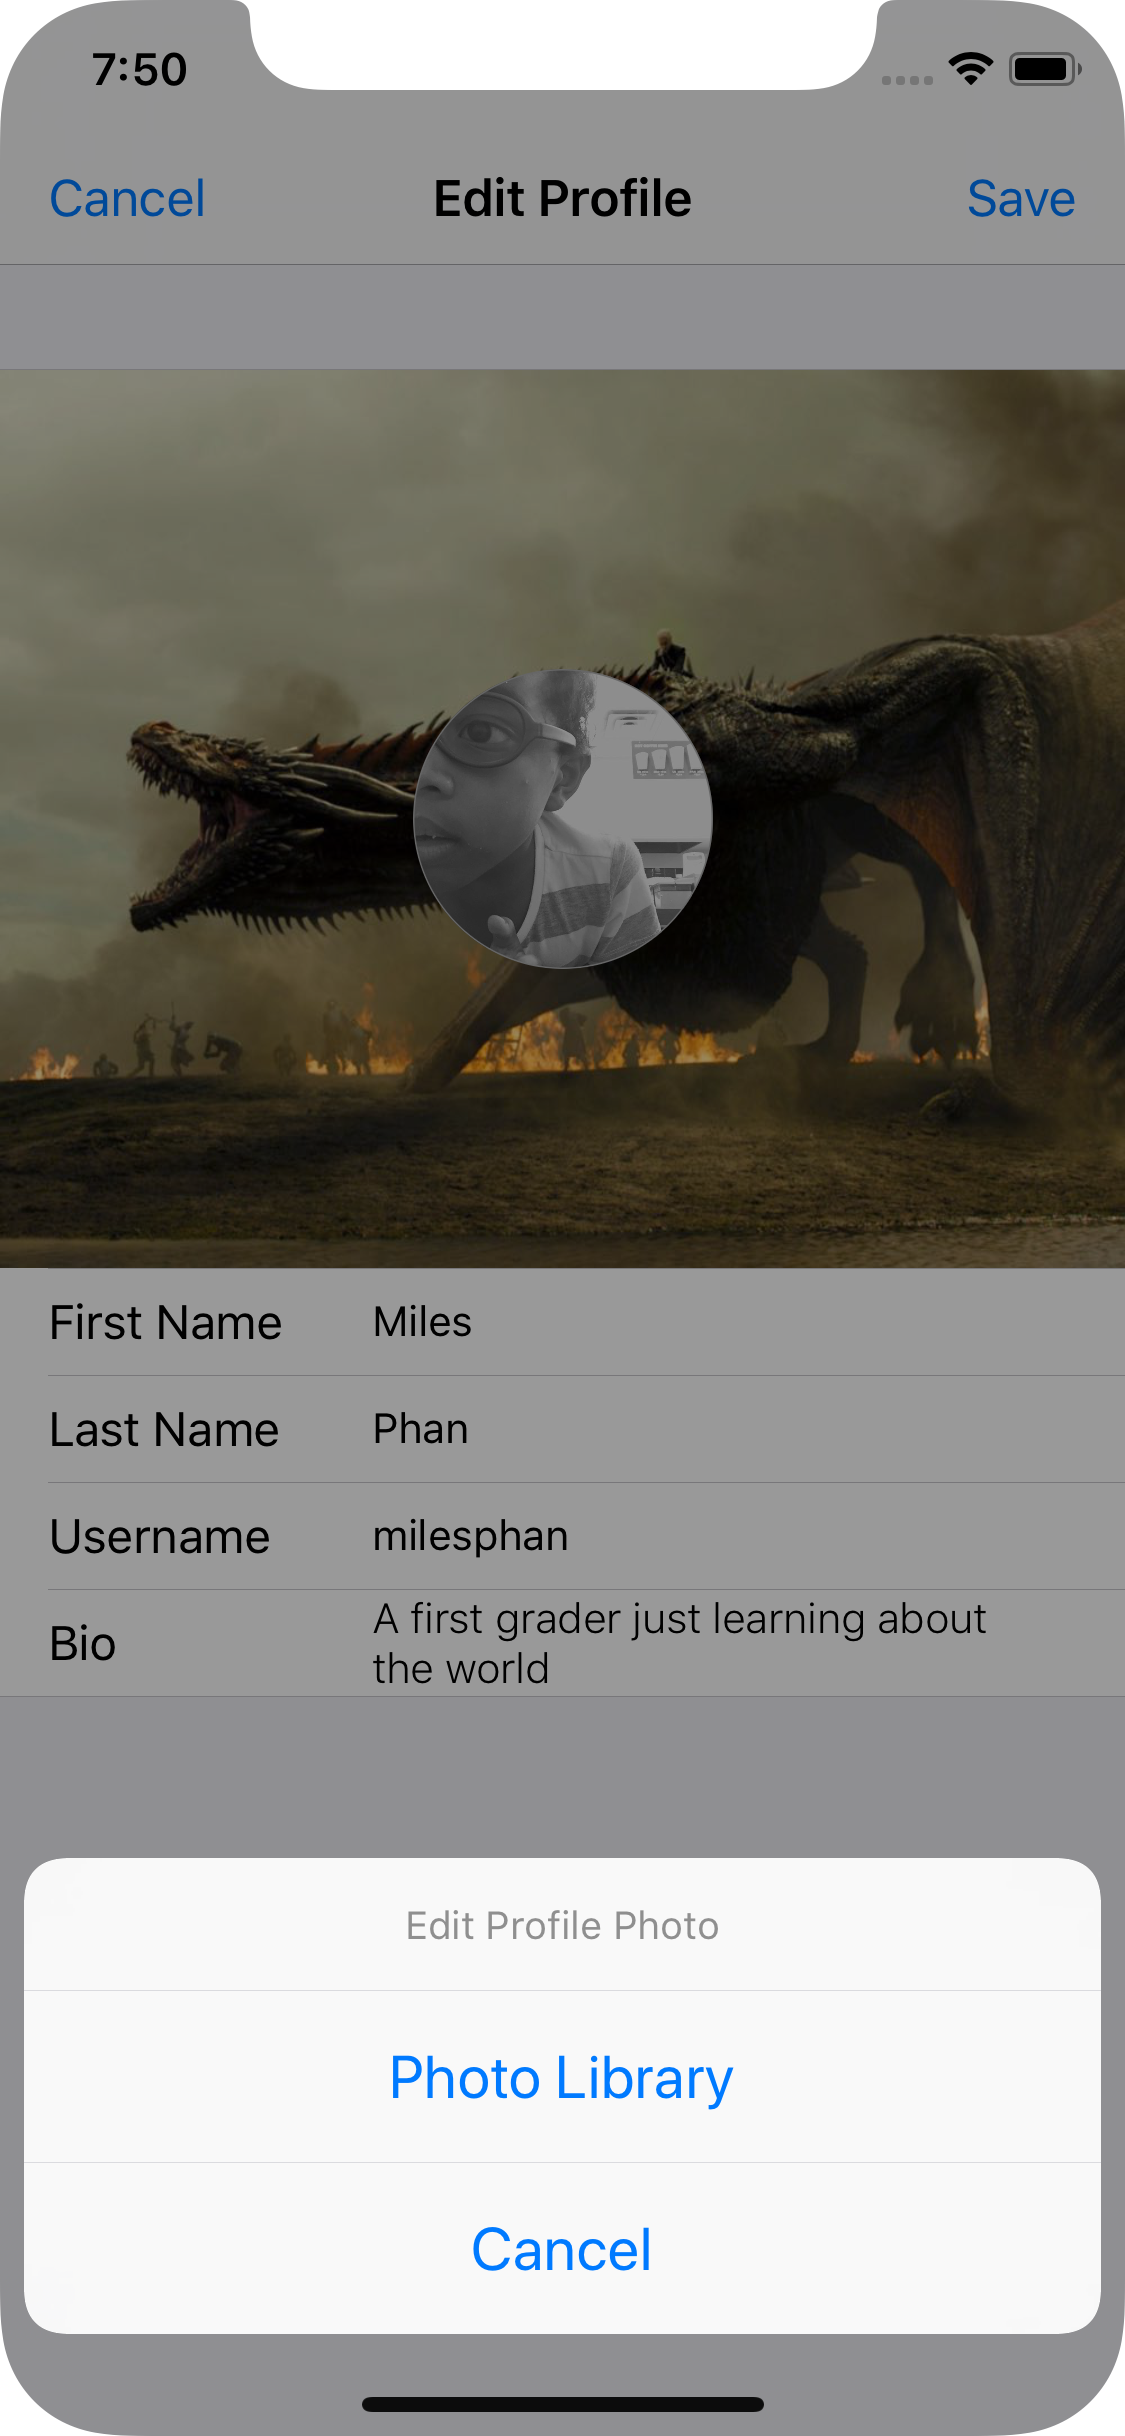 7:50
Cancel
Edit Profile
Save
First Name
Miles
Last Name
Phan
Username
milesphan
Bio
A first grader just learning about
the world
Edit Profile Photo
Photo Library
Cancel